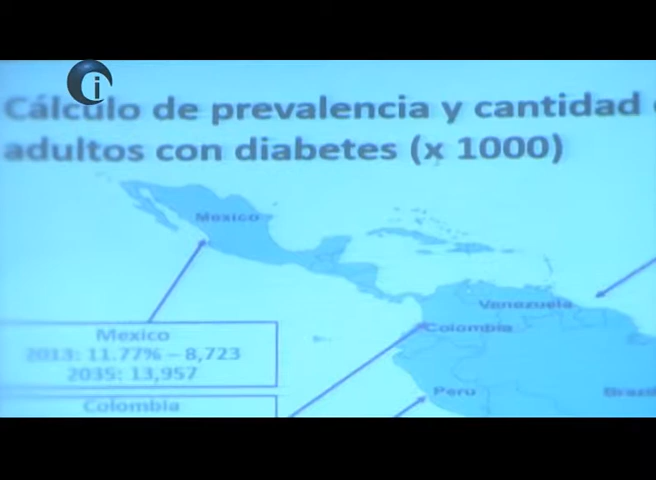 i
Cálculo de prevalencia y cantidad
adultos con diabetes (x 1000)
Mexico
Venezuela
Colombia
Mexico
2013: 11.77% – 8,723
2035: 13,957
Peru
Brazil
Colombia